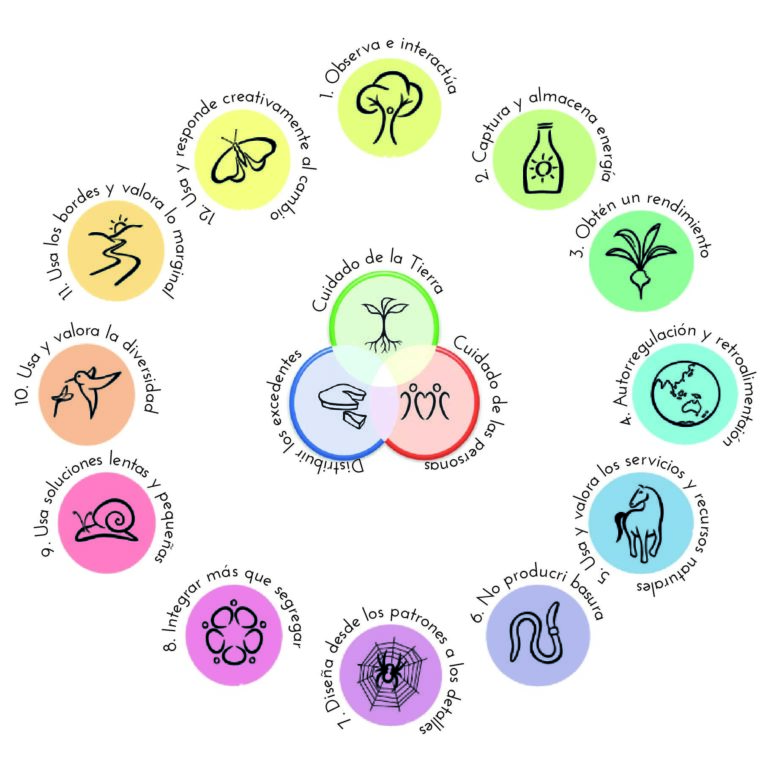 1. Observa e interactúa
2. Captura y almacena energía
3. Obtén un rendimiento
4. Autorregulación y retroalimentaión
5. Usa y valora los servicios y recursos naturales
6. No producri basura
7. Diseña desde los patrones a los detalles
8. Integrar más que segregar
9. Usa soluciones lentas y pequeñas
10. Usa y valora la diversidad
11. Usa los bordes y valora lo marginal
12. Usa y responde creativamente al cambio
Cuidado de la Tierra
Cuidado de las personas
Distribuir los excedentes